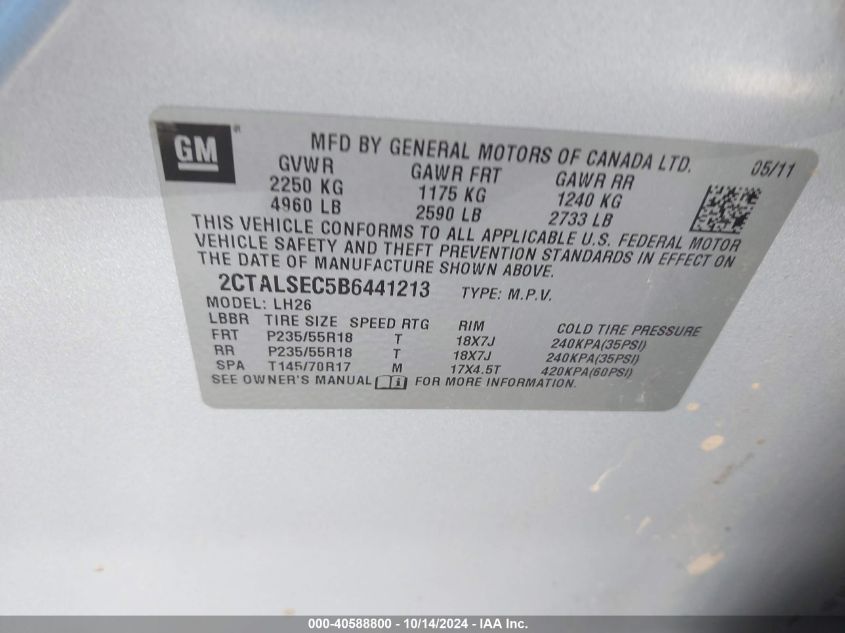 GM® MFD BY GENERAL MOTORS OF CANADA LTD. 05/11
GVWR GAWR FRT GAWR RR
2250 KG 1175 KG 1240 KG
4960 LB 2590 LB 2733 LB
THIS VEHICLE CONFORMS TO ALL APPLICABLE U.S. FEDERAL MOTOR
VEHICLE SAFETY AND THEFT PREVENTION STANDARDS IN EFFECT ON
THE DATE OF MANUFACTURE SHOWN ABOVE.
2CTALSEC5B6441213 TYPE: M.P.V.
MODEL: LH26
LBBR TIRE SIZE SPEED RTG RIM COLD TIRE PRESSURE
FRT P235/55R18 T 18X7J 240KPA(35PSI)
RR P235/55R18 T 18X7J 240KPA(35PSI)
SPA T145/70R17 M 17X4.5T 420KPA(60PSI)
SEE OWNER'S MANUAL FOR MORE INFORMATION.
000-40588800 - 10/14/2024 - IAA Inc.